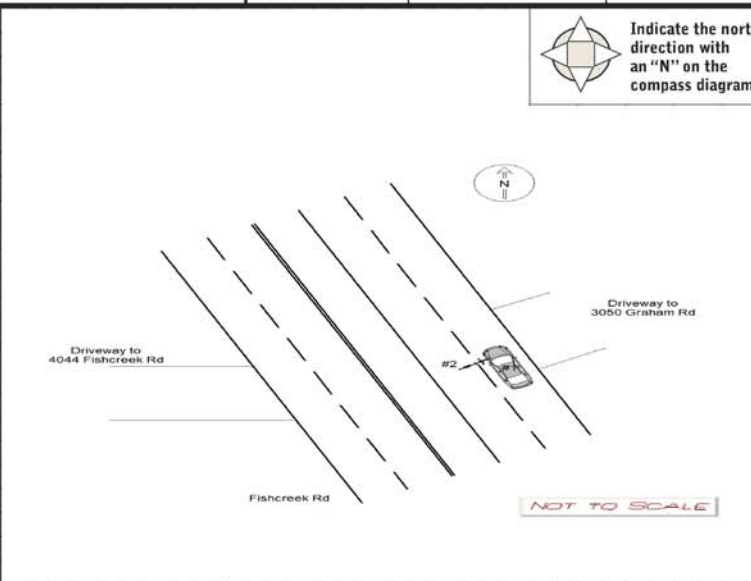 Indicate the nort
direction with
an "N" on the
compass diagram
N
Driveway to
3050 Graham Rd
Driveway to
4044 Fishcreek Rd
#2
#1
Fishcreek Rd
NOT TO SCALE